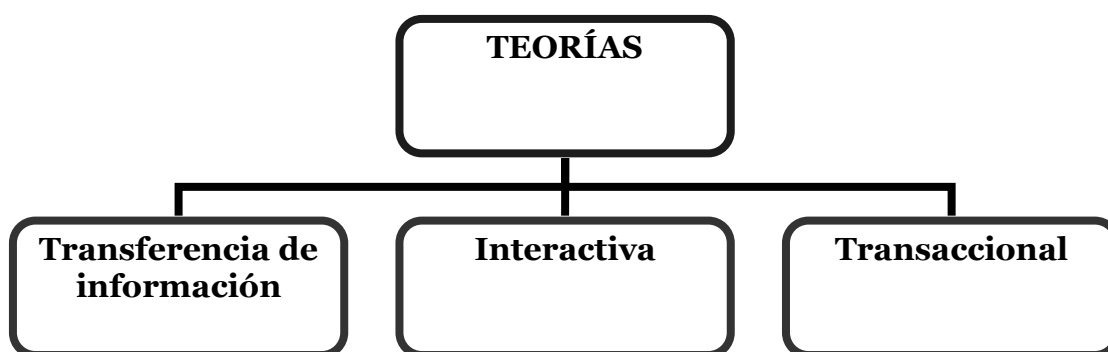 TEORÍAS
Transferencia de
información
Interactiva
Transaccional